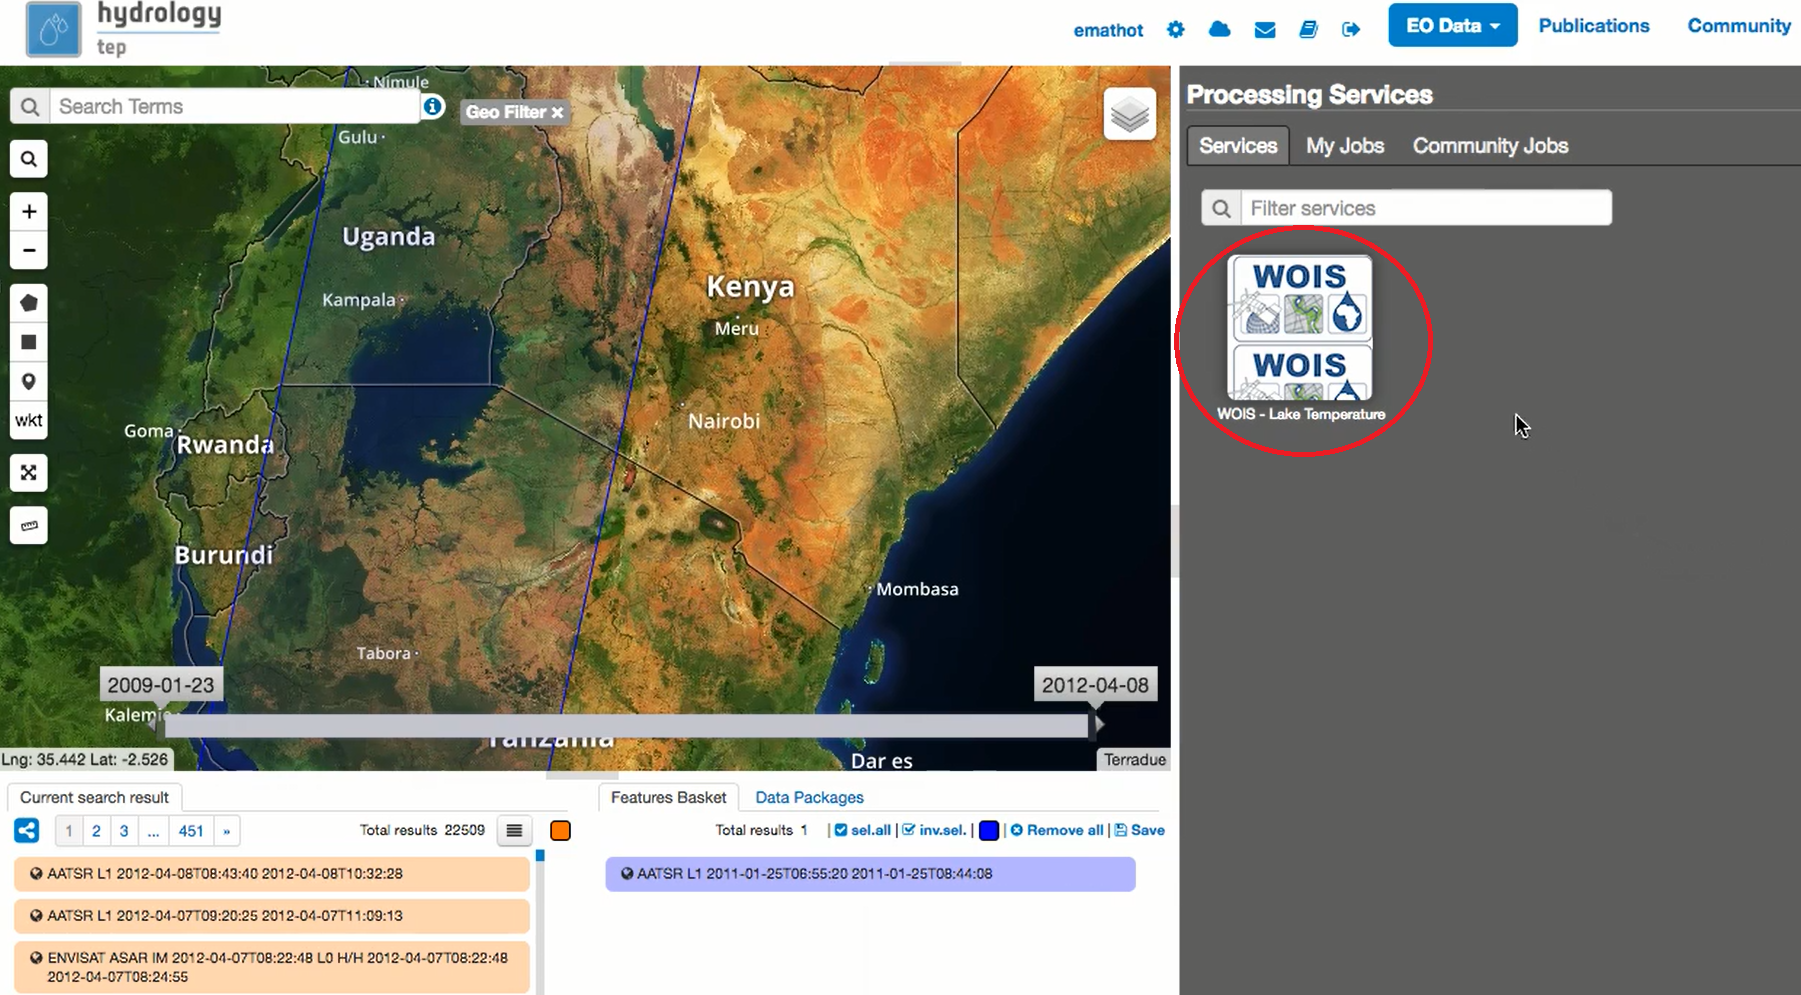 hydrology
tep
emathot
EO Data
Publications
Community
Search Terms
Geo Filter ×
Nimule
Gulu
Uganda
Kampala
Kenya
Meru
Nairobi
Goma
Rwanda
Burundi
Mombasa
Tabora
Kalemie
Tanzania
Dar es
wkt
2009-01-23
2012-04-08
Lng: 35.442 Lat: -2.526
Terradue
Processing Services
Services
My Jobs
Community Jobs
Filter services
WOIS
WOIS
WOIS - Lake Temperature
Current search result
1 2 3 ... 451 »
Total results 22509
AATSR L1 2012-04-08T08:43:40 2012-04-08T10:32:28
AATSR L1 2012-04-07T09:20:25 2012-04-07T11:09:13
ENVISAT ASAR IM 2012-04-07T08:22:48 L0 H/H 2012-04-07T08:22:48
2012-04-07T08:24:55
Features Basket
Data Packages
Total results 1 | sel.all | inv.sel. | Remove all | Save
AATSR L1 2011-01-25T06:55:20 2011-01-25T08:44:08